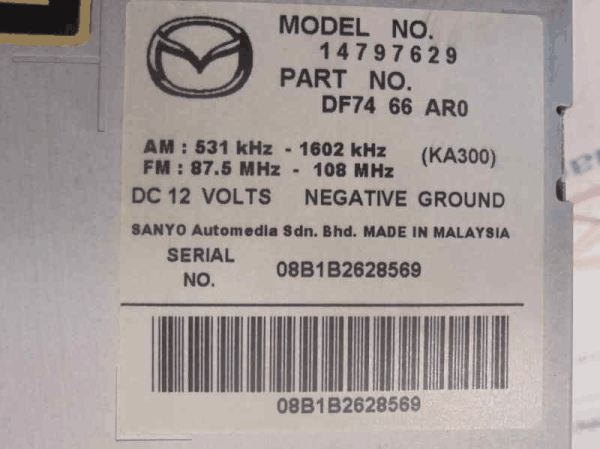 MODEL NO.
14797629
PART NO.
DF74 66 AR0
AM : 531 kHz - 1602 kHz
FM : 87.5 MHz - 108 MHz
(KA300)
DC 12 VOLTS NEGATIVE GROUND
SANYO Automedia Sdn. Bhd. MADE IN MALAYSIA
SERIAL
NO.
08B1B2628569
08B1B2628569